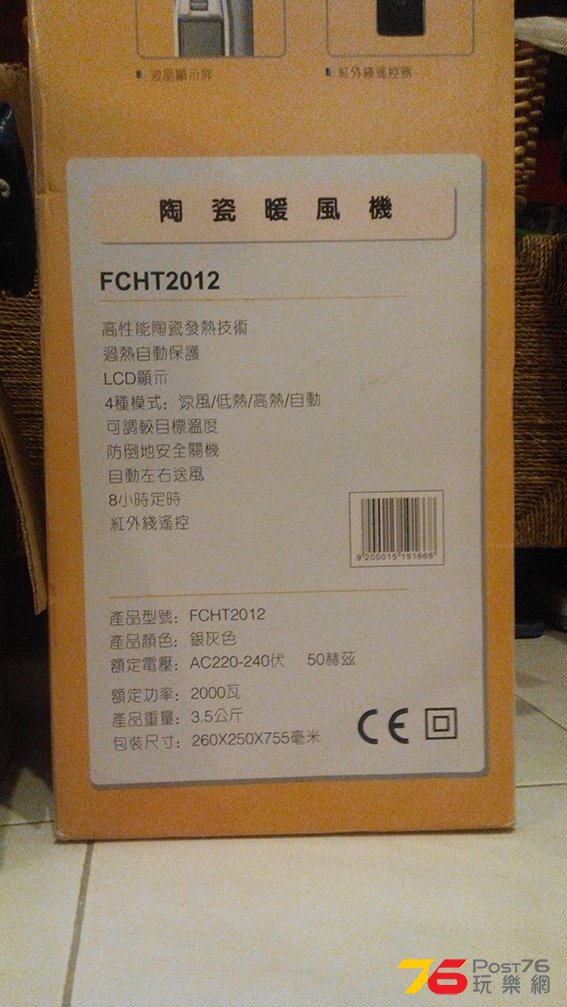 液晶顯示屏
紅外綫遙控器
陶瓷暖風機
FCHT2012
高性能陶瓷發熱技術
過熱自動保護
LCD顯示
4種模式：涼風/低熱/高熱/自動
可調較目標溫度
防倒地安全關機
自動左右送風
8小時定時
紅外綫遙控
9 200015 191668
產品型號：FCHT2012
產品顏色：銀灰色
額定電壓：AC220-240伏 50赫茲
額定功率：2000瓦
產品重量：3.5公斤
包裝尺寸：260X250X755毫米
CE
76 POST76
玩樂網